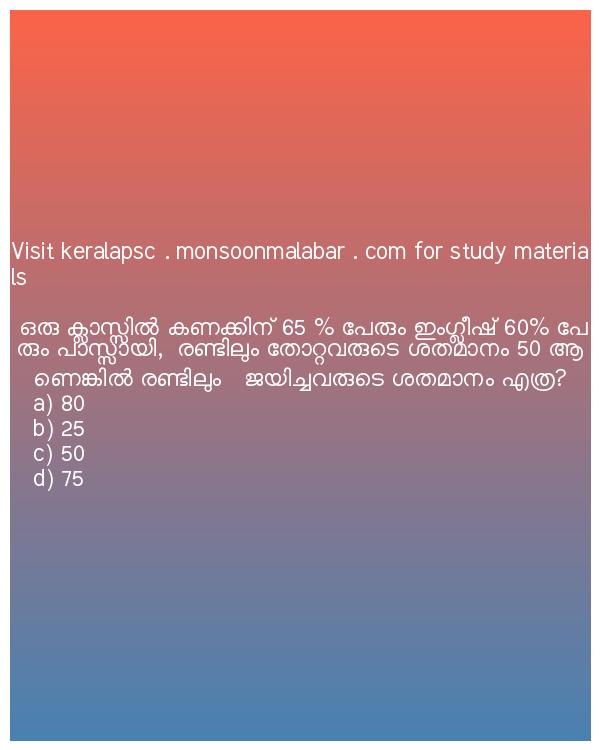 Visit keralapsc . monsoonmalabar . com for study materia
ls
ഒരു ക്ലാസ്സിൽ കണക്കിന് 65 % പേരും ഇംഗ്ലീഷ് 60% പേ
രും പാസ്സായി, രണ്ടിലും തോറ്റവരുടെ ശതമാനം 50 ആ
ണെങ്കിൽ രണ്ടിലും ജയിച്ചവരുടെ ശതമാനം എത്ര?
a) 80
b) 25
c) 50
d) 75